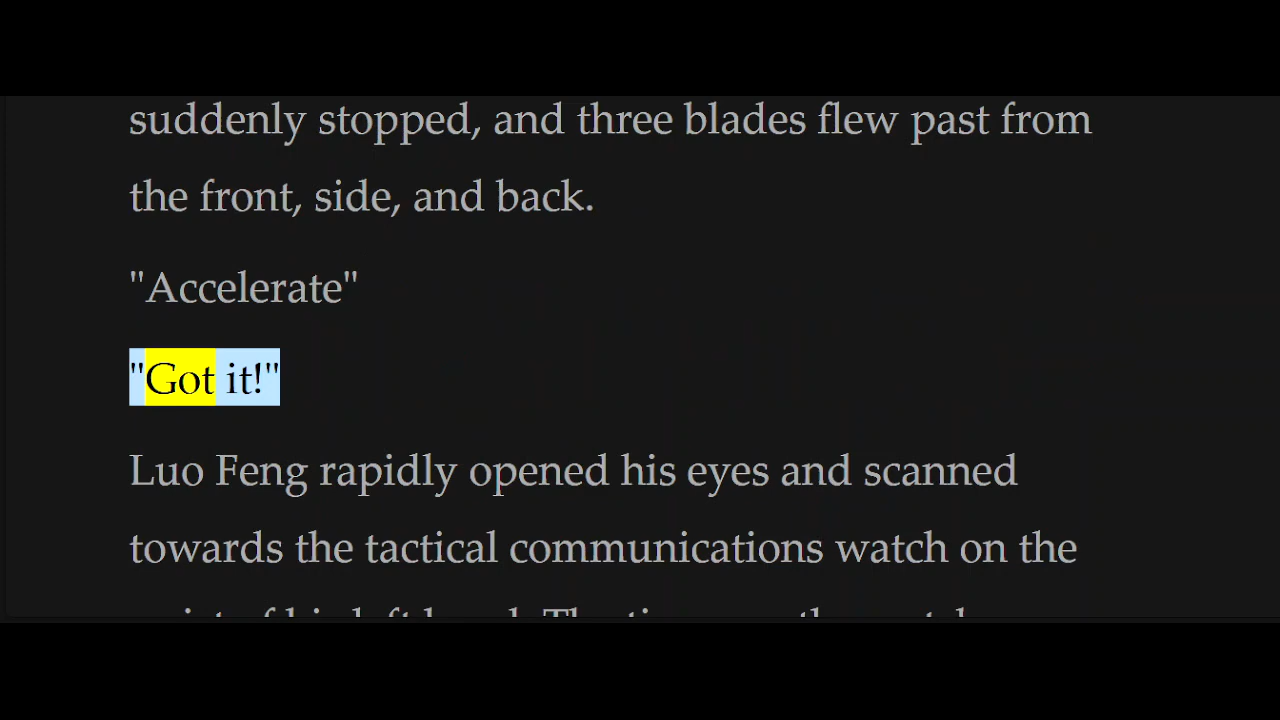 suddenly stopped, and three blades flew past from
the front, side, and back.
"Accelerate"
"Got it!"
Luo Feng rapidly opened his eyes and scanned
towards the tactical communications watch on the